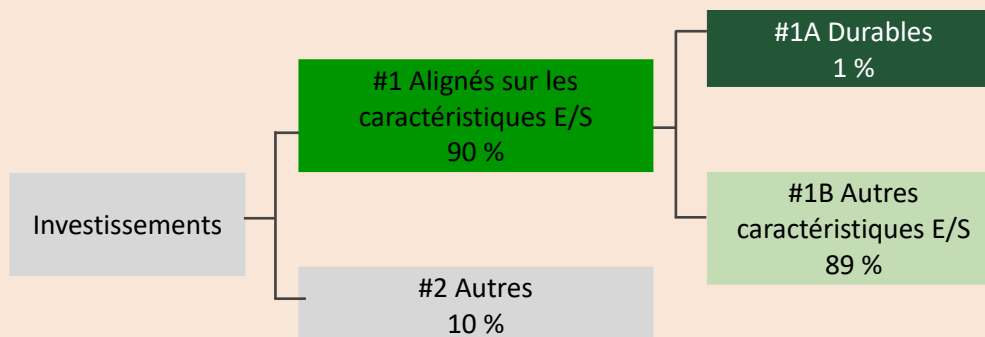 Investissements
#1 Alignés sur les
caractéristiques E/S
90 %
#2 Autres
10 %
#1A Durables
1 %
#1B Autres
caractéristiques E/S
89 %